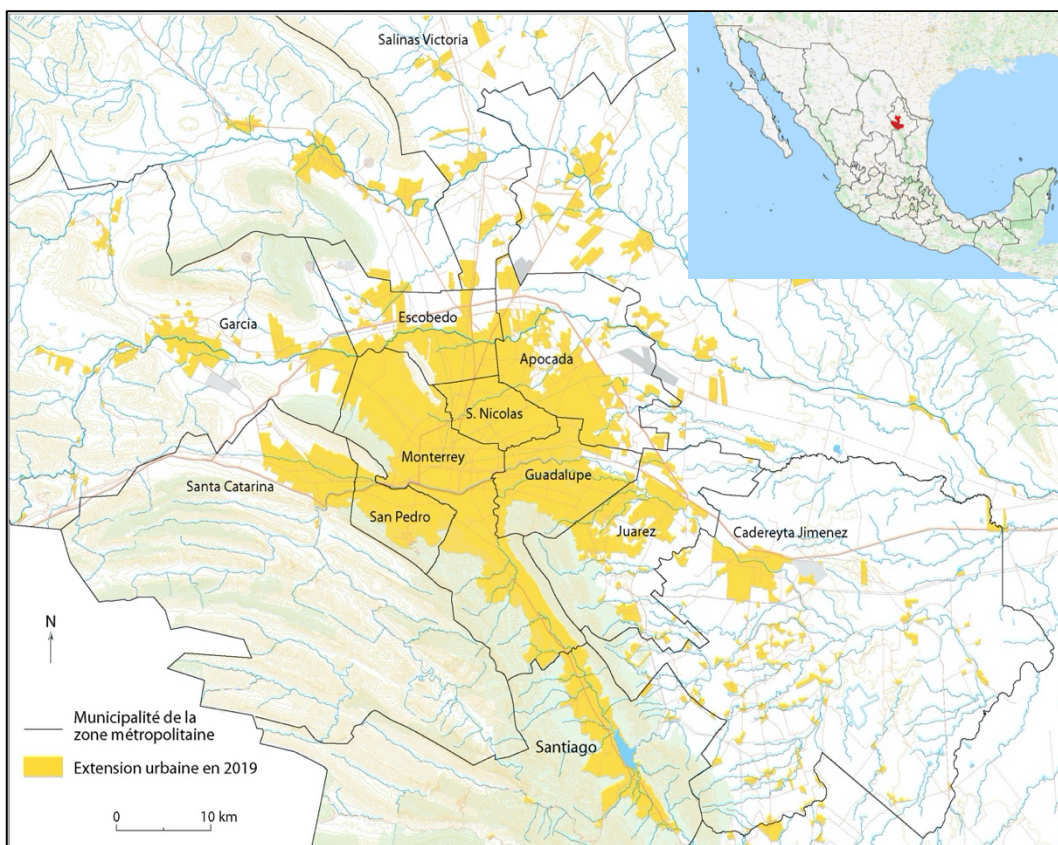 Salinas Victoria
García
Escobedo
Apocada
S. Nicolas
Monterrey
Guadalupe
Santa Catarina
San Pedro
Juarez
Cadereyta Jimenez
Santiago
N
Municipalité de la
zone métropolitaine
Extension urbaine en 2019
0 10 km